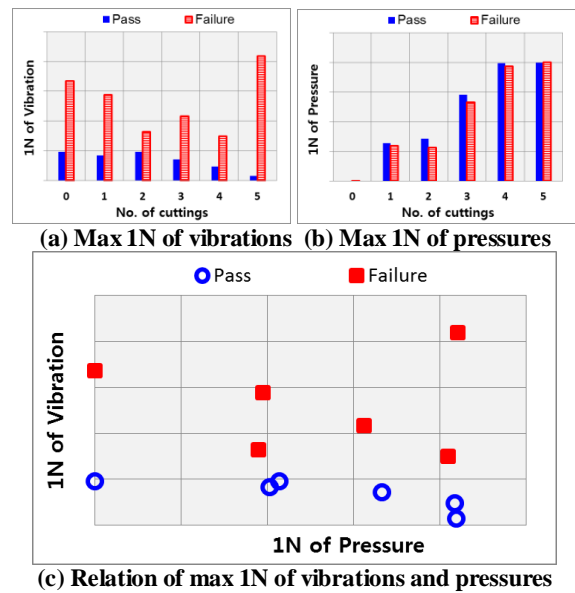 Pass Failure
1N of Vibration
0 1 2 3 4 5
No. of cuttings
(a) Max 1N of vibrations
Pass Failure
1N of Pressure
0 1 2 3 4 5
No. of cuttings
(b) Max 1N of pressures
Pass Failure
1N of Vibration
1N of Pressure
(c) Relation of max 1N of vibrations and pressures